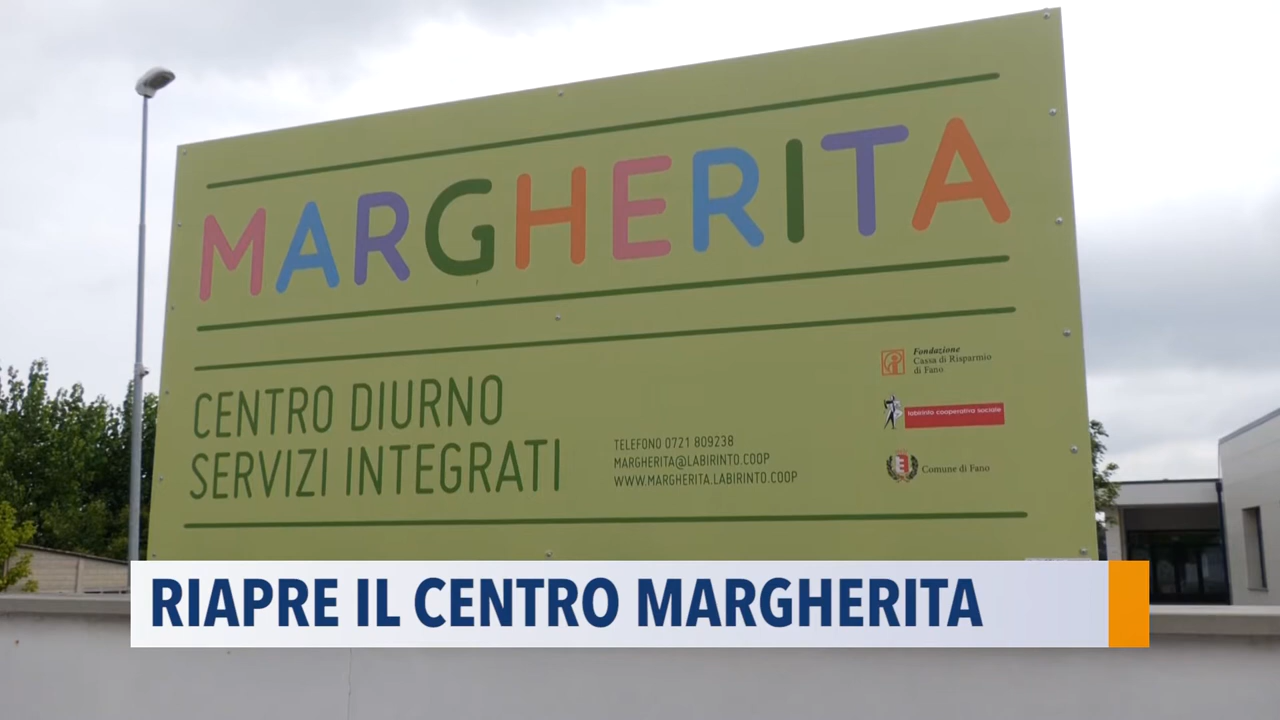 MARGHERITA
CENTRO DIURNO
SERVIZI INTEGRATI
TELEFONO 0721 809238
MARGHERITA@LABIRINTO.COOP
WWW.MARGHERITA.LABIRINTO.COOP
Fondazione
Cassa di Risparmio
di Fano
labirinto cooperativa sociale
Comune di Fano
RIAPRE IL CENTRO MARGHERITA